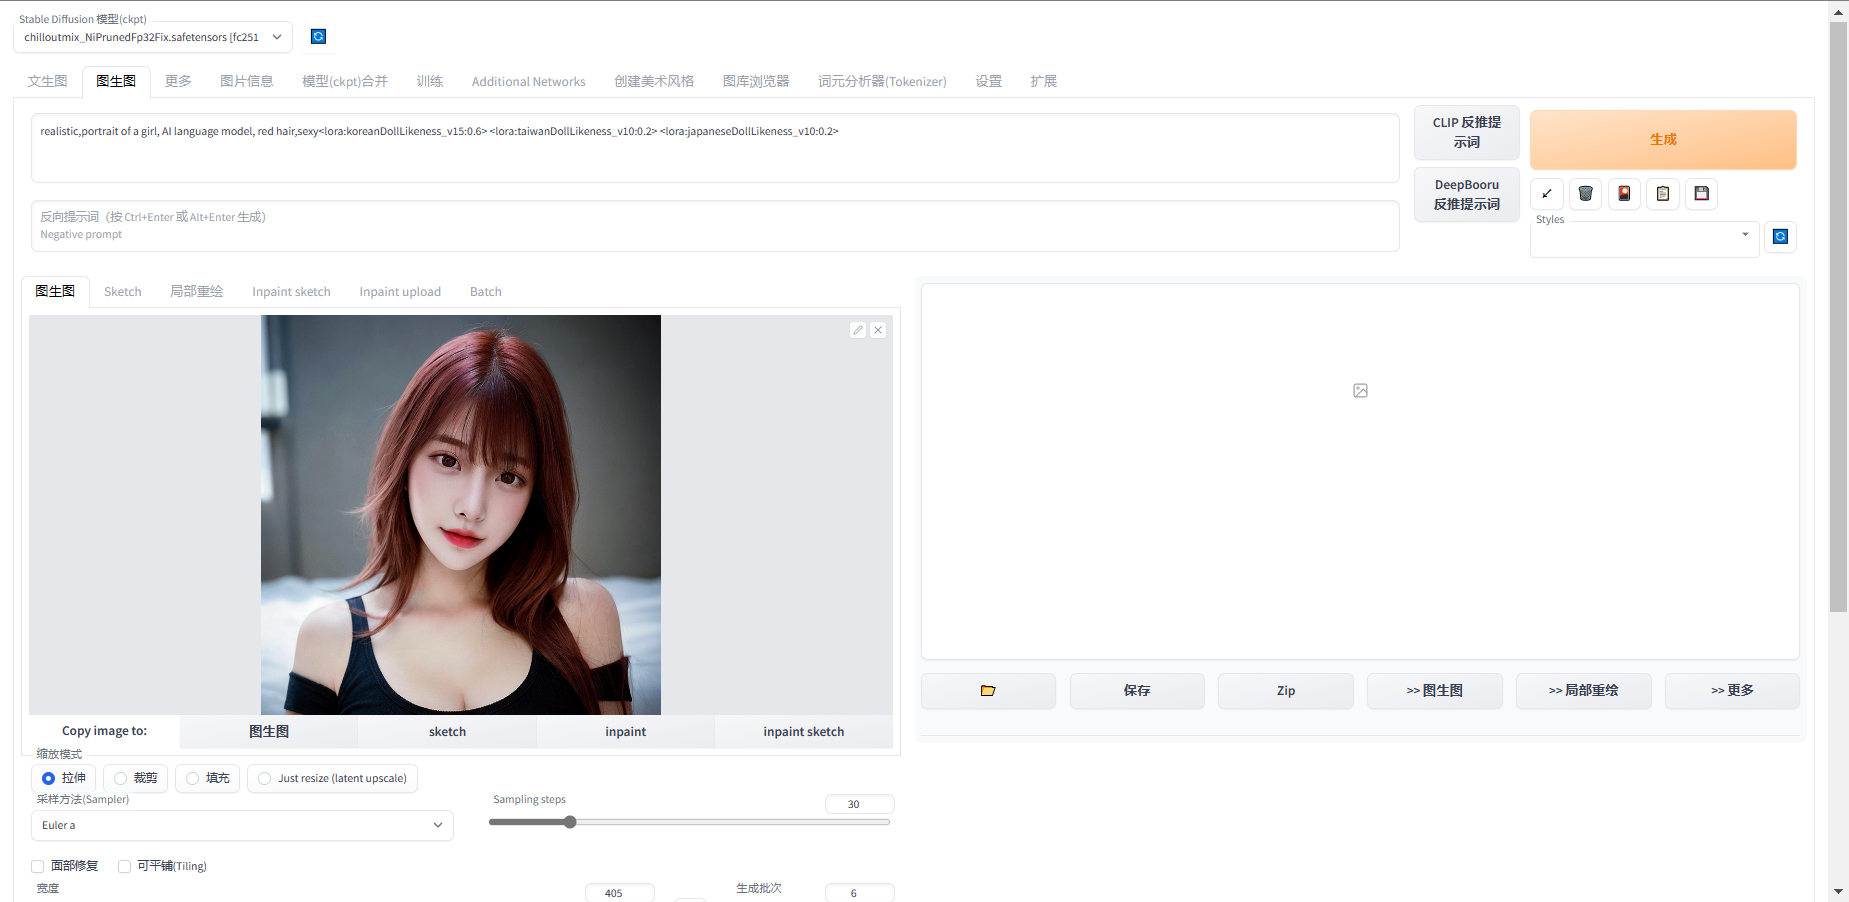 Stable Diffusion 模型(ckpt)
chilloutmix_NiPrunedFp32Fix.safetensors [fc251
文生图
图生图
更多
图片信息
模型(ckpt)合并
训练
Additional Networks
创建美术风格
图库浏览器
词元分析器(Tokenizer)
设置
扩展
realistic,portrait of a girl, AI language model, red hair,sexy<lora:koreanDollLikeness_v15:0.6> <lora:taiwanDollLikeness_v10:0.2> <lora:japaneseDollLikeness_v10:0.2>
反向提示词（按 Ctrl+Enter 或 Alt+Enter 生成）
Negative prompt
CLIP 反推提
示词
DeepBooru
反推提示词
生成
Styles
图生图
Sketch
局部重绘
Inpaint sketch
Inpaint upload
Batch
Copy image to:
图生图
sketch
inpaint
inpaint sketch
保存
Zip
>> 图生图
>> 局部重绘
>> 更多
缩放模式
拉伸
裁剪
填充
Just resize (latent upscale)
采样方法(Sampler)
Euler a
Sampling steps
30
面部修复
可平铺(Tiling)
宽度
405
生成批次
6